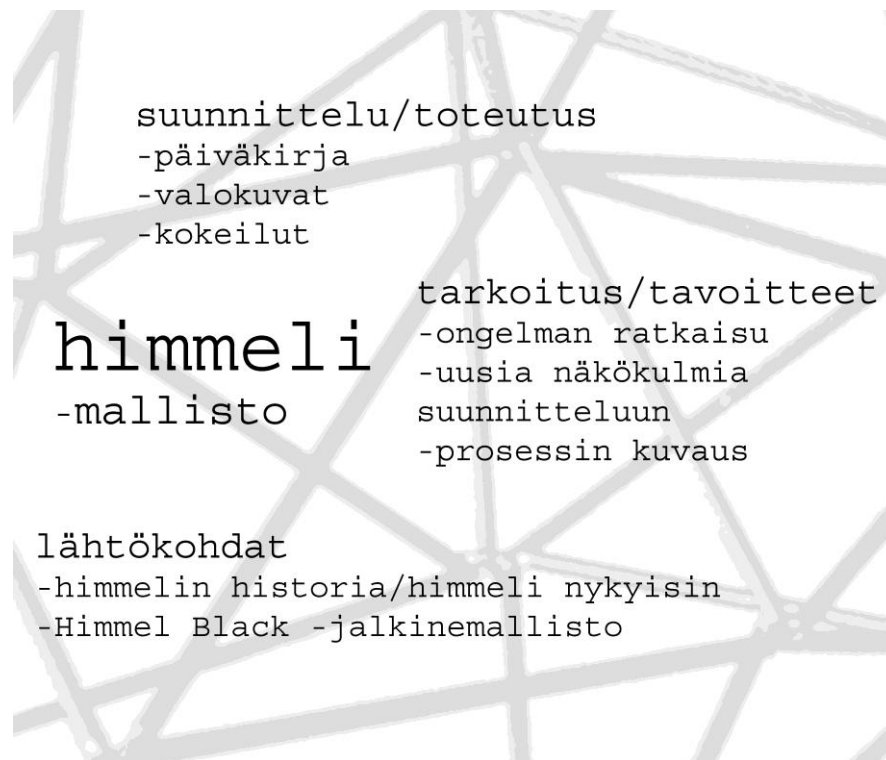 suunnittelu/toteutus
-päiväkirja
-valokuvat
-kokeilut
himmeli
-mallisto
tarkoitus/tavoitteet
-ongelman ratkaisu
-uusia näkökulmia
suunnitteluun
-prosessin kuvaus
lähtökohdat
-himmelin historia/himmeli nykyisin
-Himmel Black -jalkinemallisto